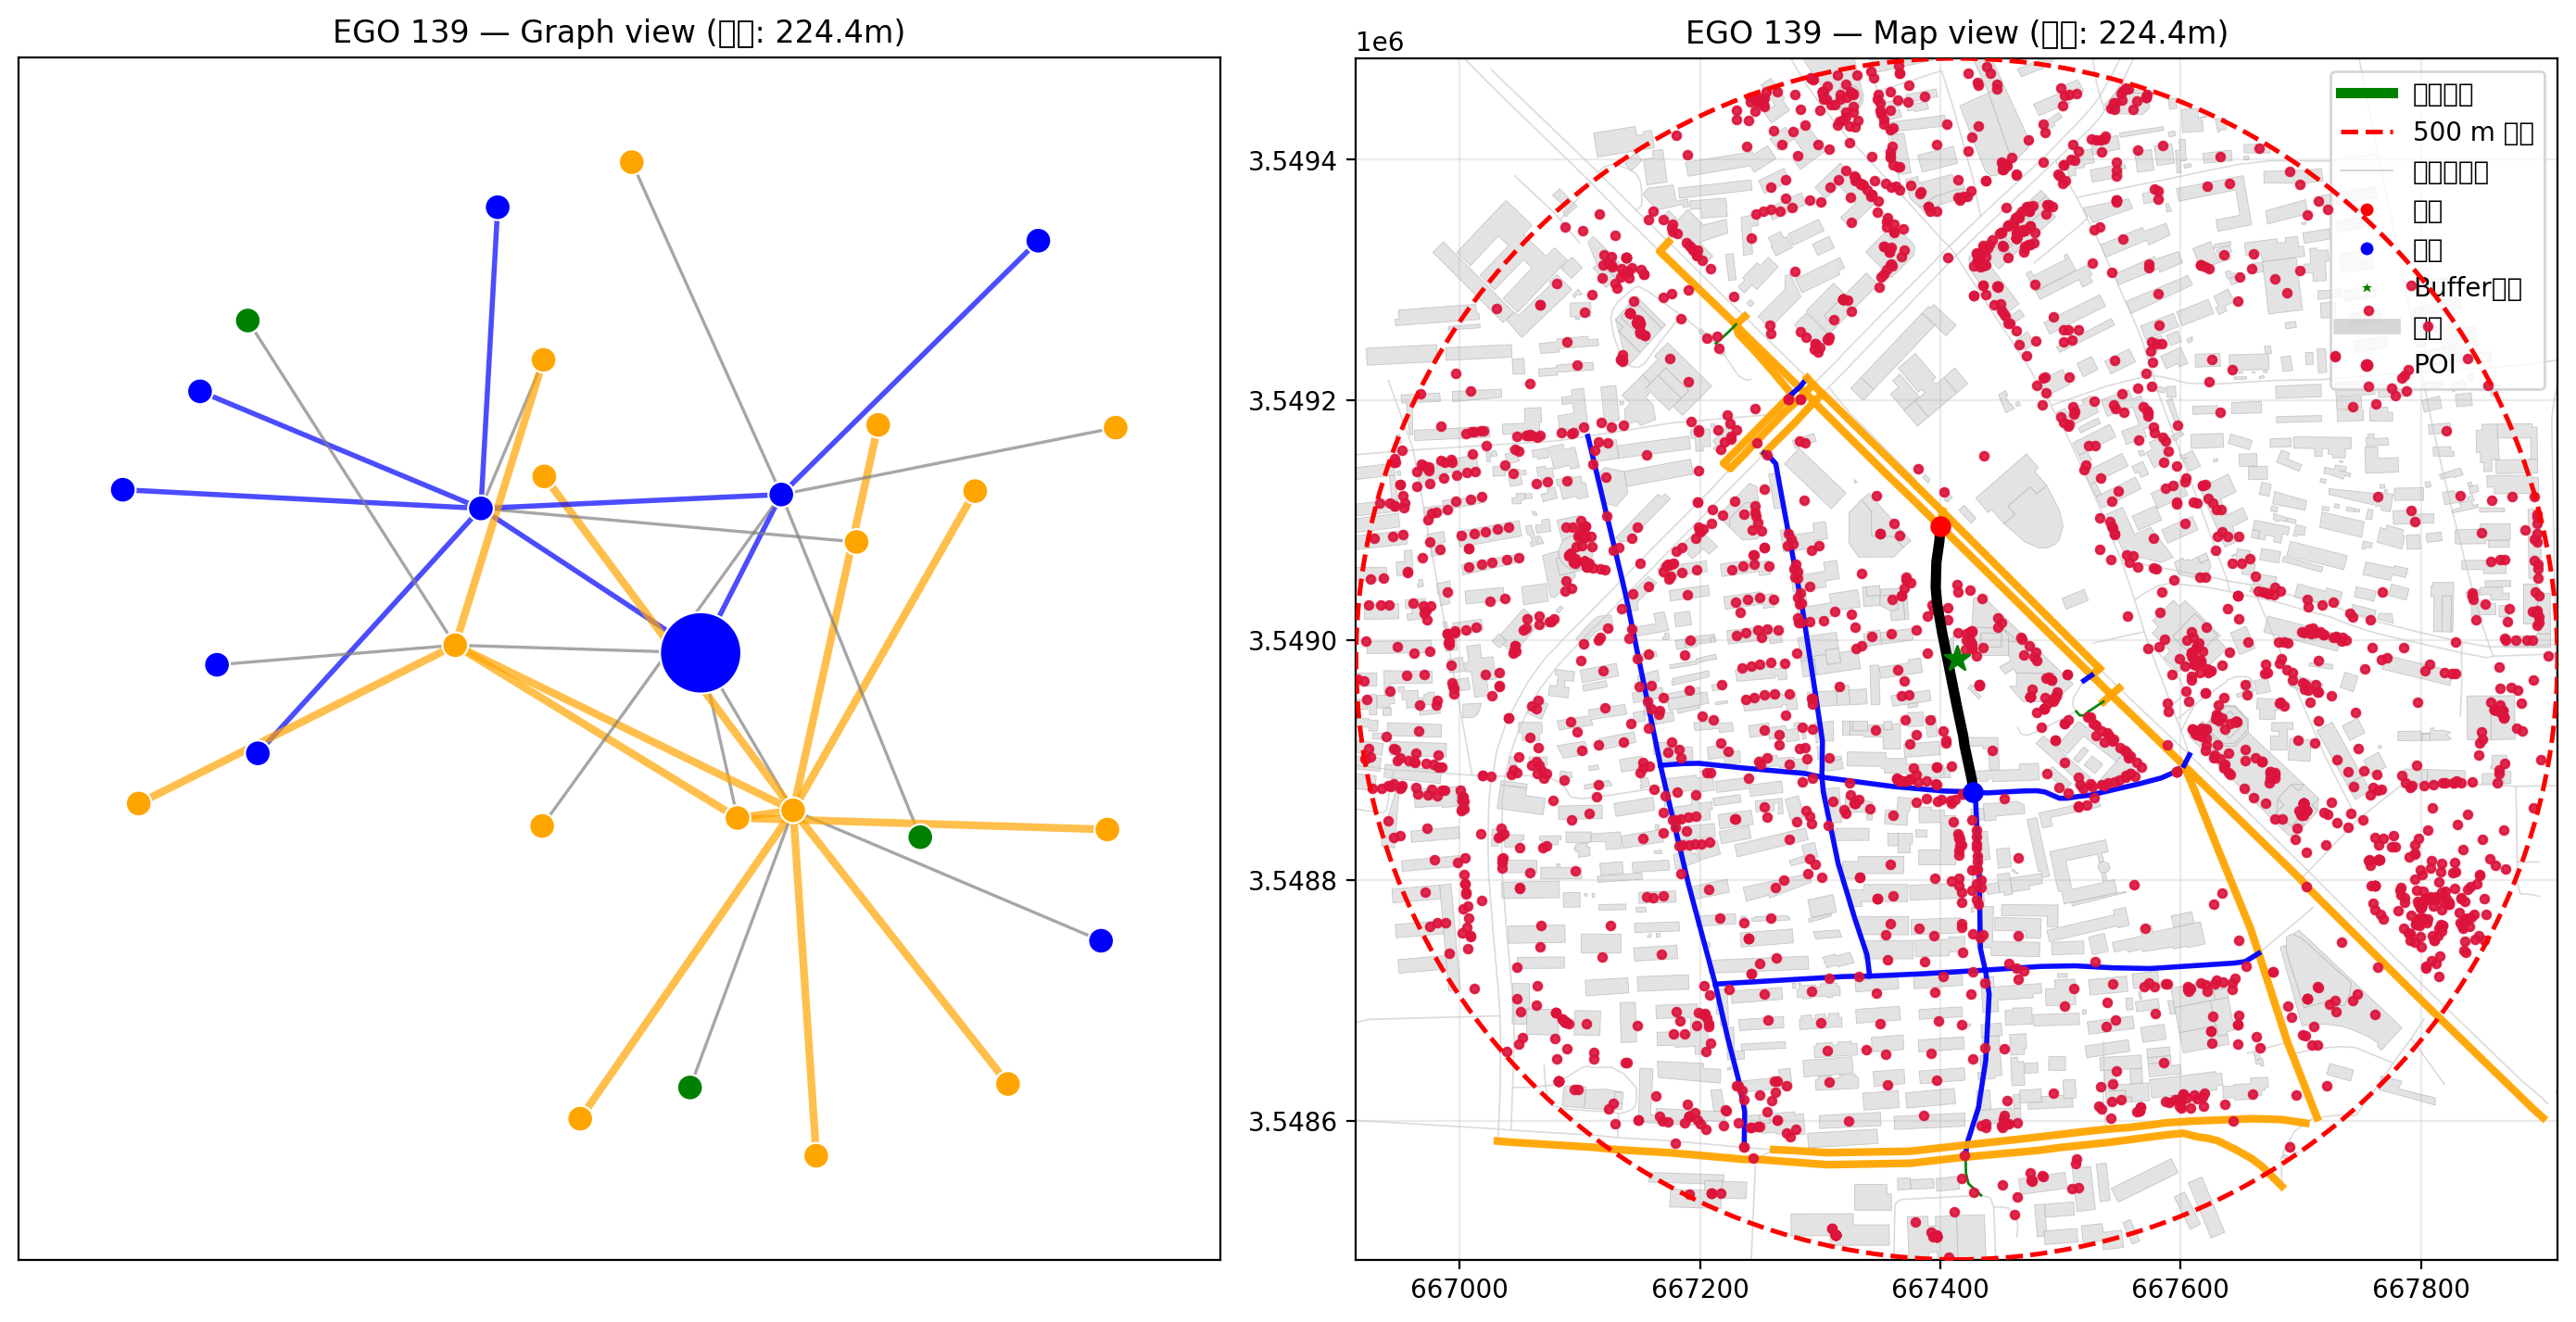 EGO 139 — Graph view (▯▯: 224.4m)
EGO 139 — Map view (▯▯: 224.4m)
1e6
3.5494
3.5492
3.5490
3.5488
3.5486
667000
667200
667400
667600
667800
▯▯▯▯
500 m ▯▯
▯▯▯▯▯
▯▯
▯▯
Buffer▯▯
▯▯
POI